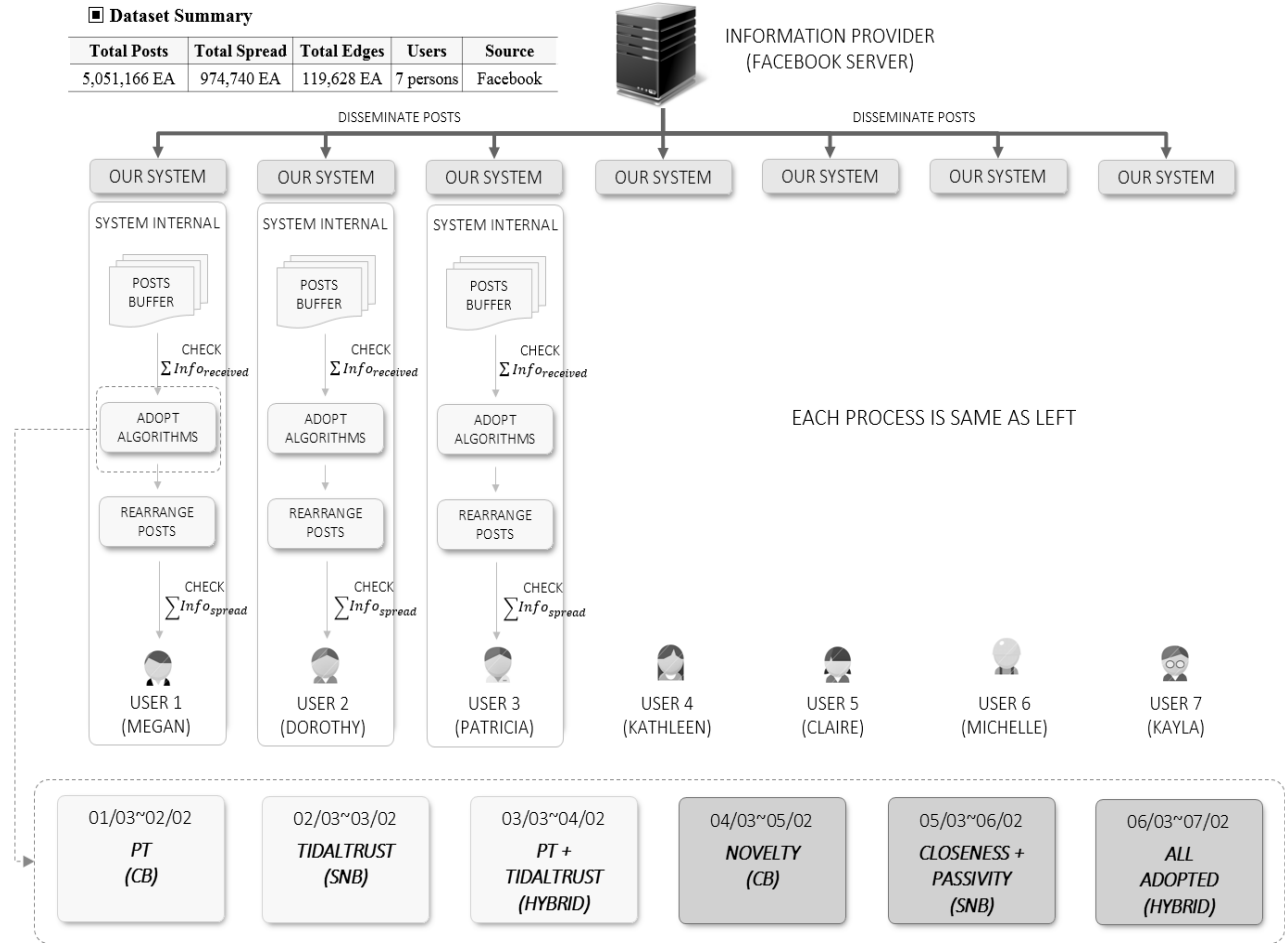 ▣ Dataset Summary
Total Posts Total Spread Total Edges Users Source
5,051,166 EA 974,740 EA 119,628 EA 7 persons Facebook
INFORMATION PROVIDER
(FACEBOOK SERVER)
DISSEMINATE POSTS DISSEMINATE POSTS
OUR SYSTEM OUR SYSTEM OUR SYSTEM OUR SYSTEM OUR SYSTEM OUR SYSTEM OUR SYSTEM
SYSTEM INTERNAL SYSTEM INTERNAL SYSTEM INTERNAL
POSTS POSTS POSTS
BUFFER BUFFER BUFFER
CHECK CHECK CHECK
∑Info_received ∑Info_received ∑Info_received
ADOPT ADOPT ADOPT
ALGORITHMS ALGORITHMS ALGORITHMS
EACH PROCESS IS SAME AS LEFT
REARRANGE REARRANGE REARRANGE
POSTS POSTS POSTS
CHECK CHECK CHECK
∑Info_spread ∑Info_spread ∑Info_spread
USER 1 USER 2 USER 3 USER 4 USER 5 USER 6 USER 7
(MEGAN) (DOROTHY) (PATRICIA) (KATHLEEN) (CLAIRE) (MICHELLE) (KAYLA)
01/03~02/02 02/03~03/02 03/03~04/02 04/03~05/02 05/03~06/02 06/03~07/02
PT TIDALTRUST PT + NOVELTY CLOSENESS + ALL
(CB) (SNB) TIDALTRUST (CB) PASSIVITY ADOPTED
(HYBRID) (SNB) (HYBRID)